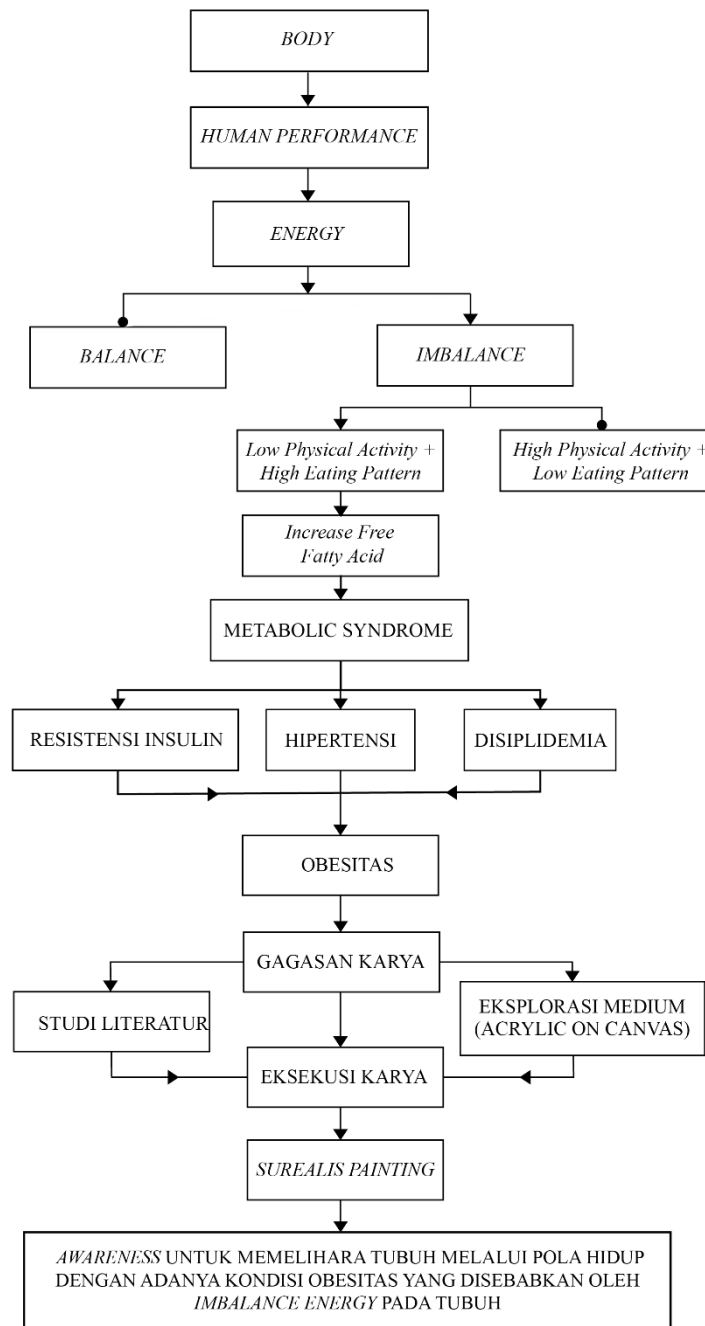 BODY
HUMAN PERFORMANCE
ENERGY
BALANCE
IMBALANCE
Low Physical Activity +
High Eating Pattern
High Physical Activity +
Low Eating Pattern
Increase Free
Fatty Acid
METABOLIC SYNDROME
RESISTENSI INSULIN
HIPERTENSI
DISIPLIDEMIA
OBESITAS
GAGASAN KARYA
STUDI LITERATUR
EKSPLORASI MEDIUM
(ACRYLIC ON CANVAS)
EKSEKUSI KARYA
SUREALIS PAINTING
AWARENESS UNTUK MEMELIHARA TUBUH MELALUI POLA HIDUP
DENGAN ADANYA KONDISI OBESITAS YANG DISEBABKAN OLEH
IMBALANCE ENERGY PADA TUBUH